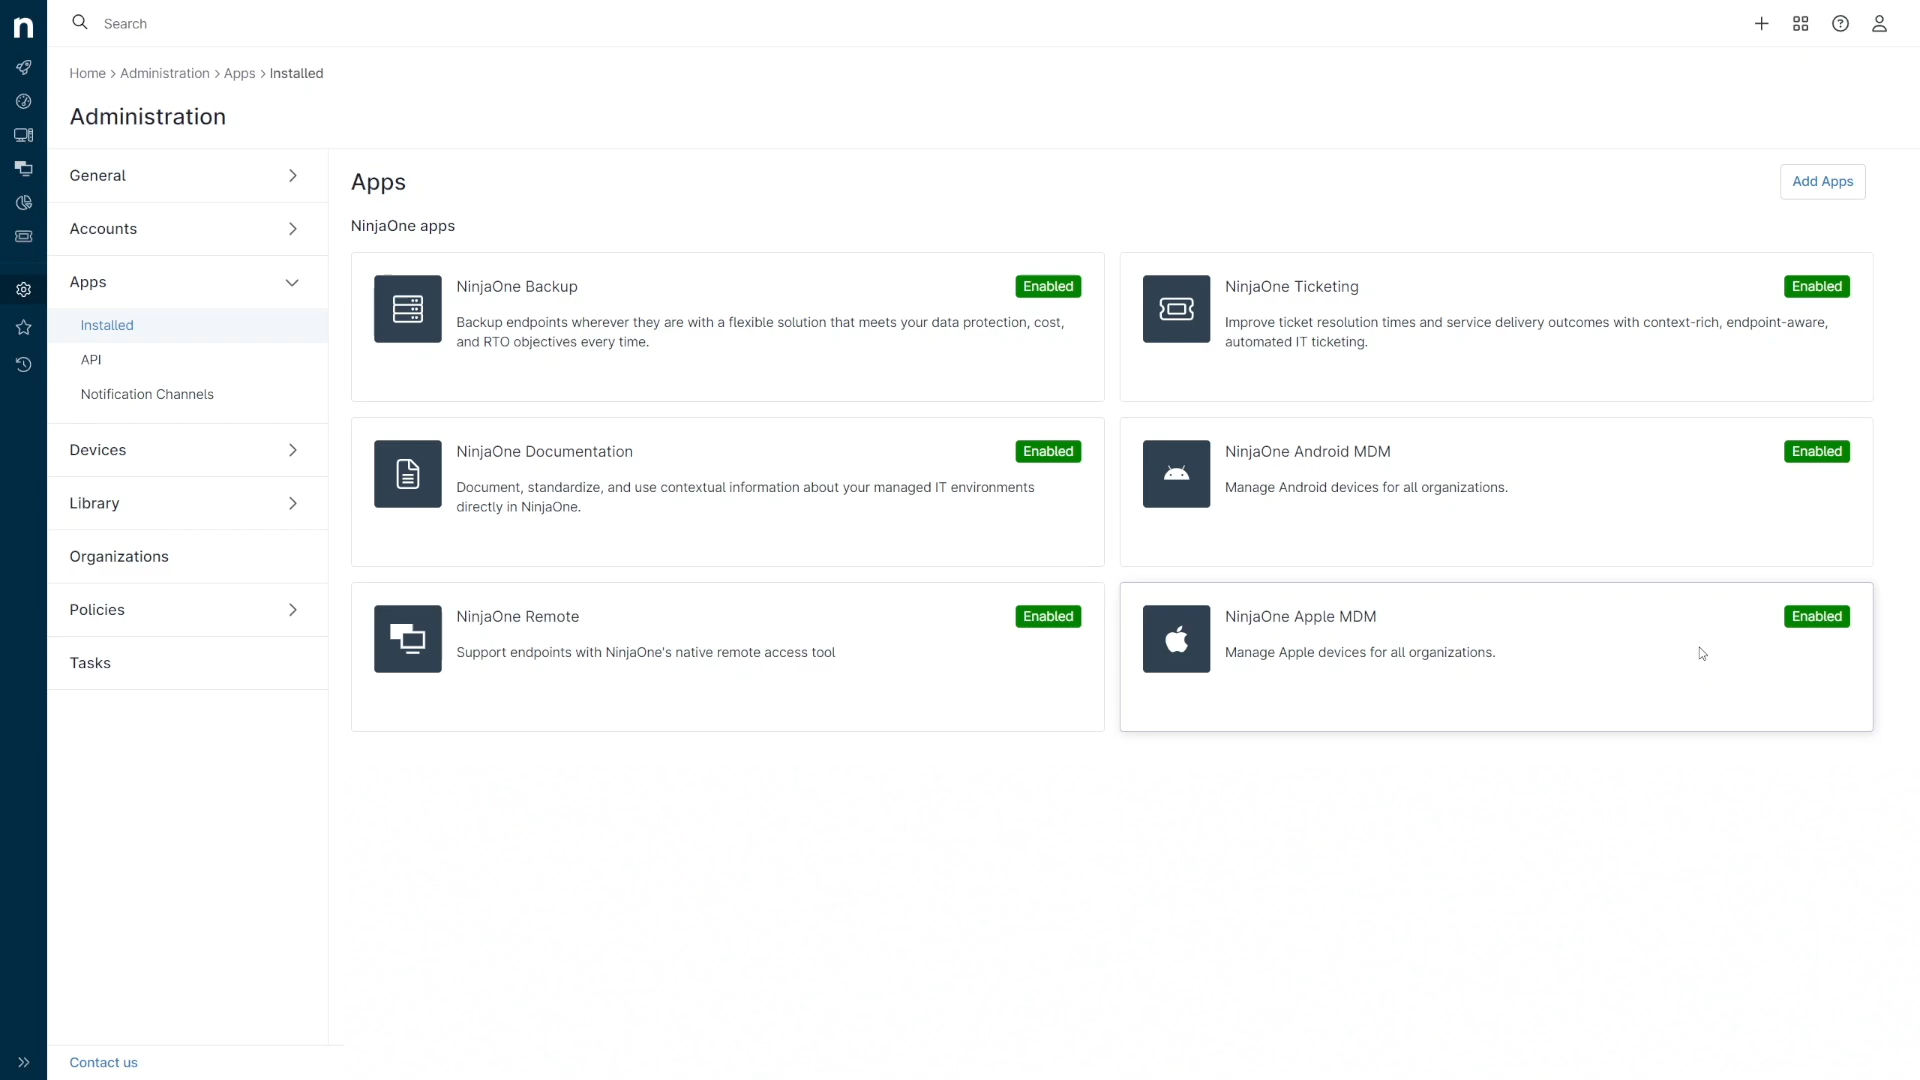 n
Search
Home > Administration > Apps > Installed
Administration
General
Accounts
Apps
Installed
API
Notification Channels
Devices
Library
Organizations
Policies
Tasks
Contact us
Apps
Add Apps
NinjaOne apps
NinjaOne Backup
Enabled
Backup endpoints wherever they are with a flexible solution that meets your data protection, cost,
and RTO objectives every time.
NinjaOne Ticketing
Enabled
Improve ticket resolution times and service delivery outcomes with context-rich, endpoint-aware,
automated IT ticketing.
NinjaOne Documentation
Enabled
Document, standardize, and use contextual information about your managed IT environments
directly in NinjaOne.
NinjaOne Android MDM
Enabled
Manage Android devices for all organizations.
NinjaOne Remote
Enabled
Support endpoints with NinjaOne's native remote access tool
NinjaOne Apple MDM
Enabled
Manage Apple devices for all organizations.